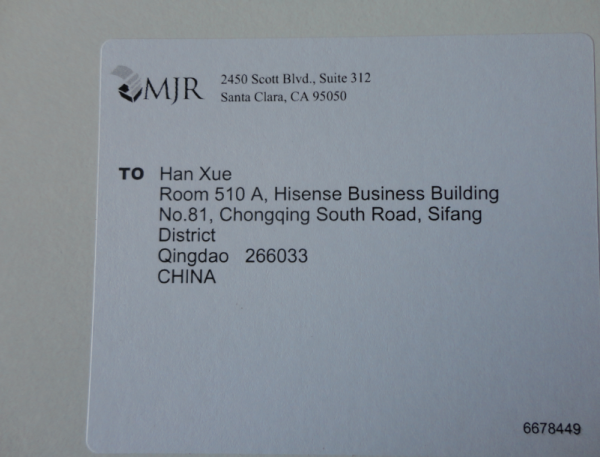 MJR 2450 Scott Blvd., Suite 312
Santa Clara, CA 95050
TO Han Xue
Room 510 A, Hisense Business Building
No.81, Chongqing South Road, Sifang
District
Qingdao 266033
CHINA
6678449